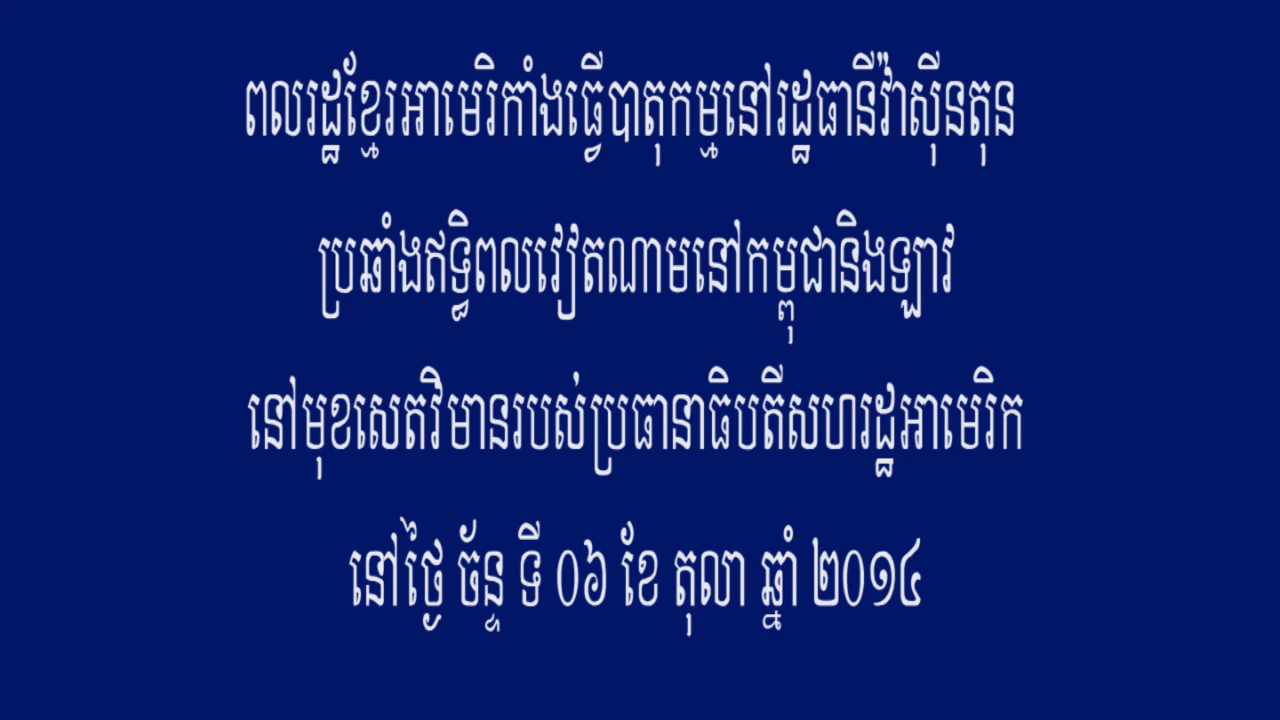 ពលរដ្ឋខ្មែរអាមេរិកាំងធ្វើបាតុកម្មនៅរដ្ឋធានីវ៉ាស៊ីនតុន
ប្រឆាំងឥទ្ធិពលវៀតណាមនៅកម្ពុជានិងឡាវ
នៅមុខសេតវិមានរបស់ប្រធានាធិបតីសហរដ្ឋអាមេរិក
នៅថ្ងៃ ច័ន្ទ ទី ០៦ ខែ តុលា ឆ្នាំ ២០១៤